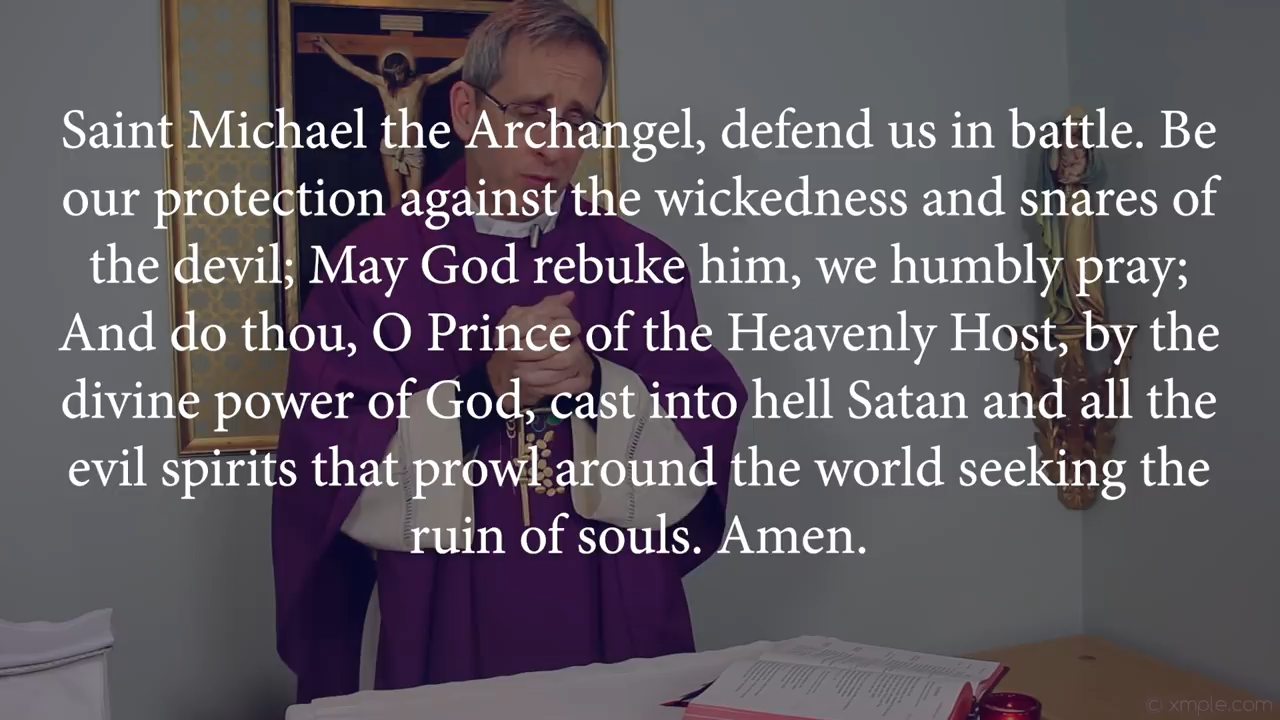 Saint Michael the Archangel, defend us in battle. Be
our protection against the wickedness and snares of
the devil; May God rebuke him, we humbly pray;
And do thou, O Prince of the Heavenly Host, by the
divine power of God, cast into hell Satan and all the
evil spirits that prowl around the world seeking the
ruin of souls. Amen.
© xmple.com